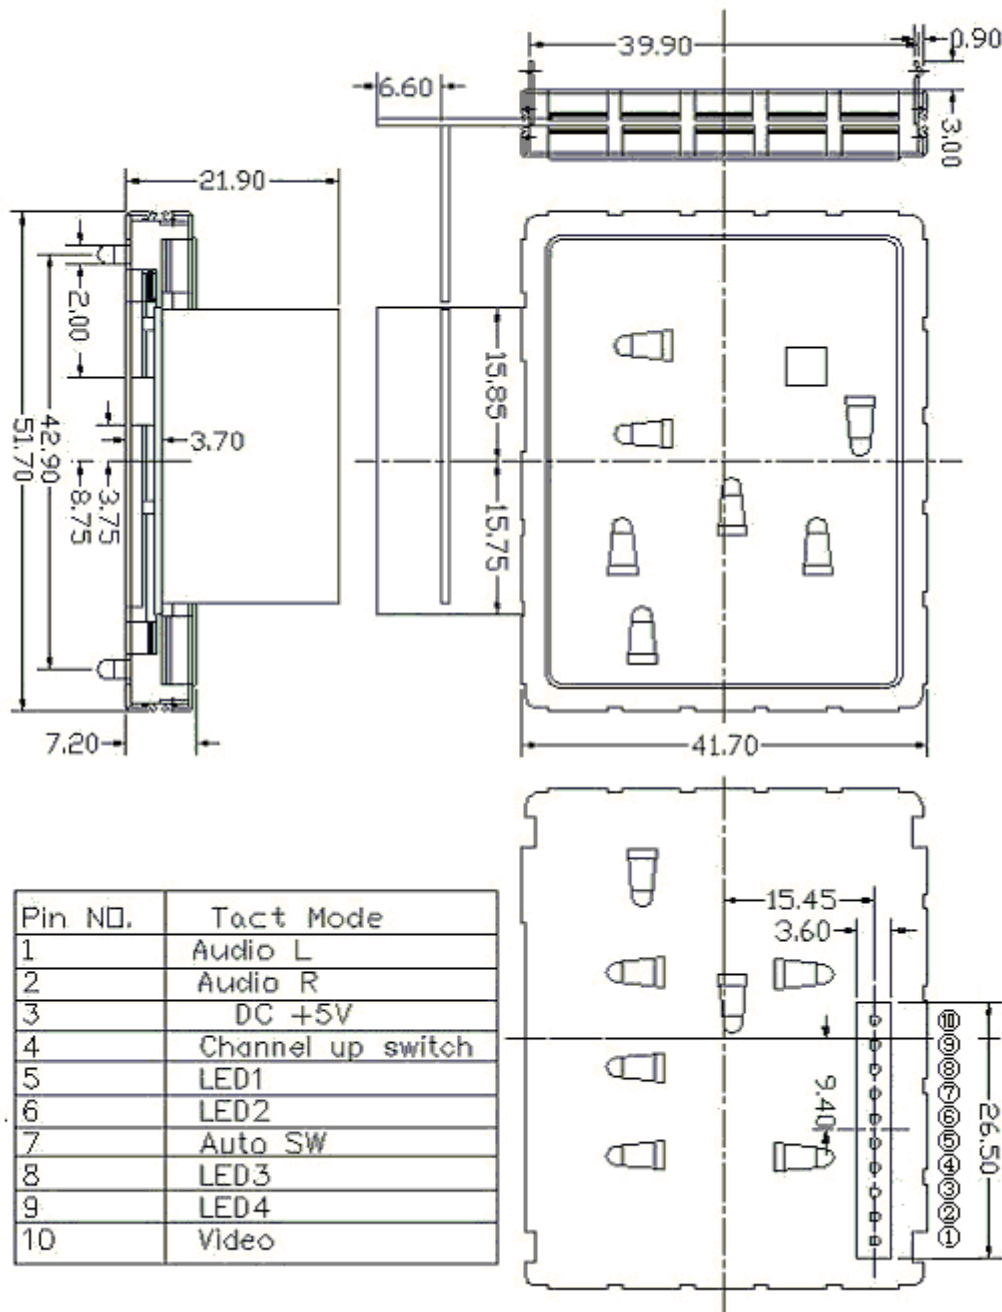 39.90
0.90
6.60
3.00
21.90
2.00
15.85
42.90
51.70
3.70
8.75
3.75
15.75
7.20
41.70
15.45
3.60
Pin NO. Tact Mode
1 Audio L
2 Audio R
3 DC +5V
4 Channel up switch
5 LED1
6 LED2
7 Auto SW
8 LED3
9 LED4
10 Video
⑩
⑨
⑧
⑦
⑥
⑤
④
③
②
①
9.40
26.50